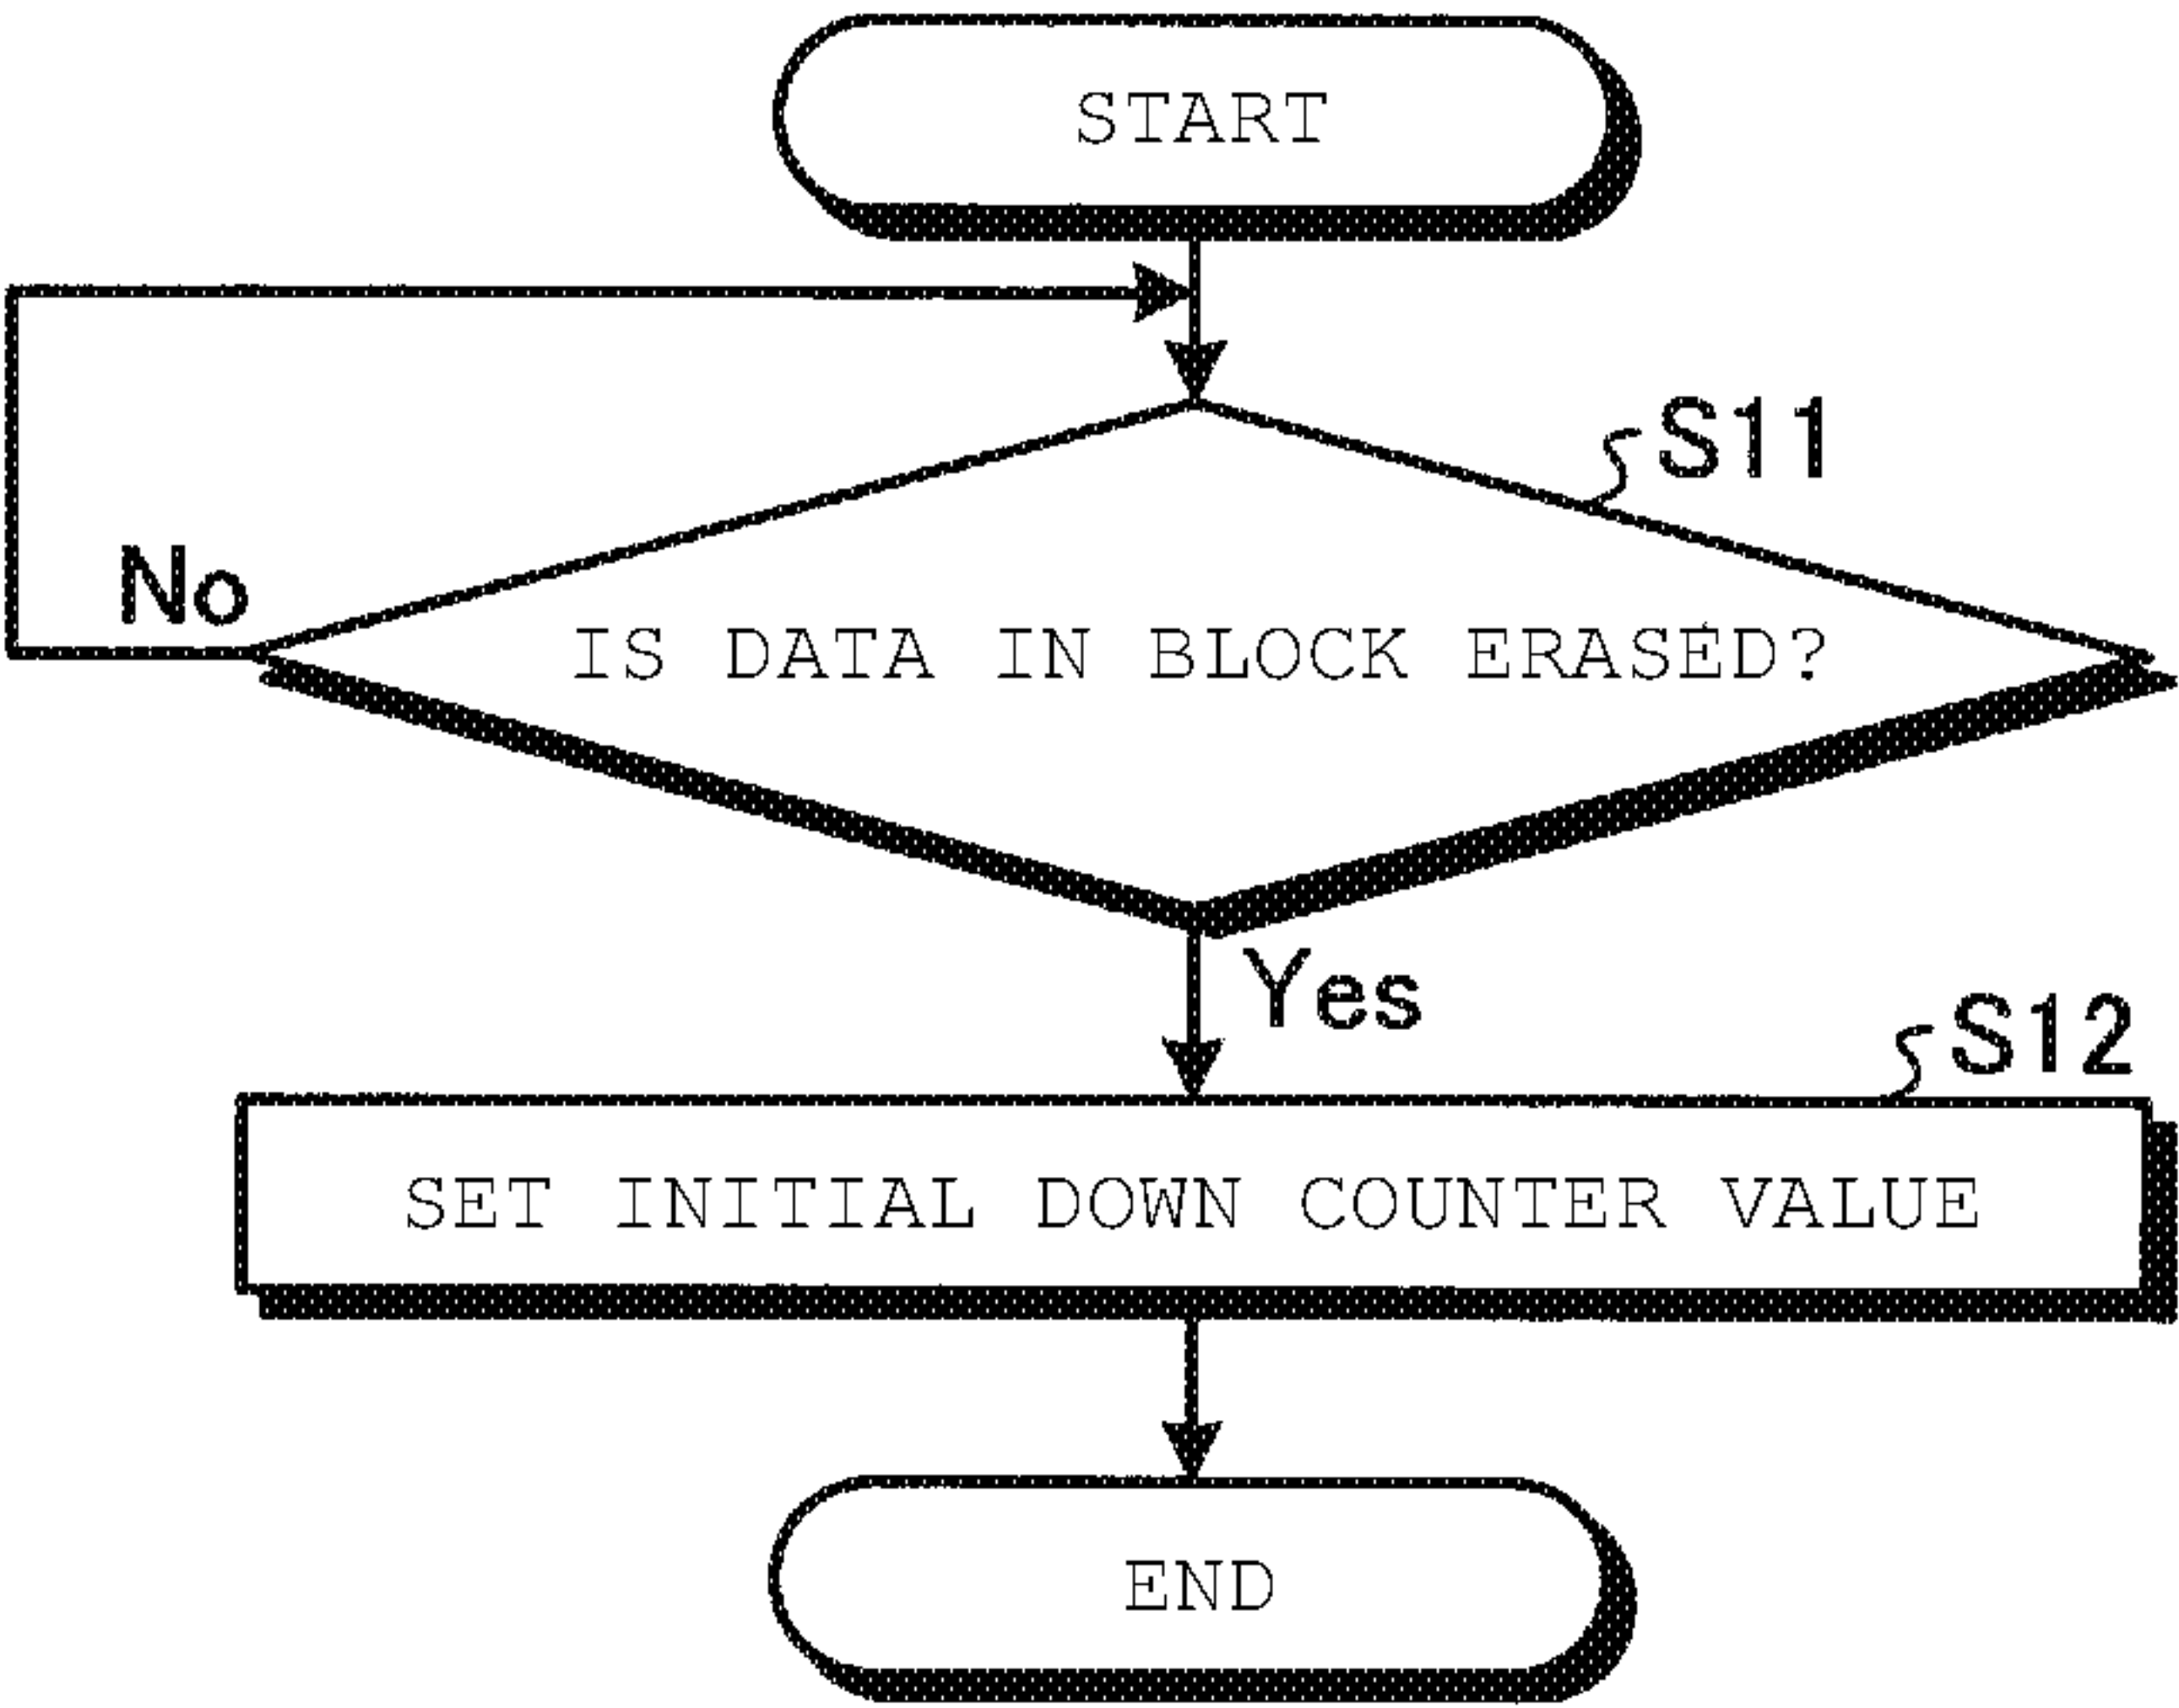 START
S11
No
IS DATA IN BLOCK ERASED?
Yes
S12
SET INITIAL DOWN COUNTER VALUE
END